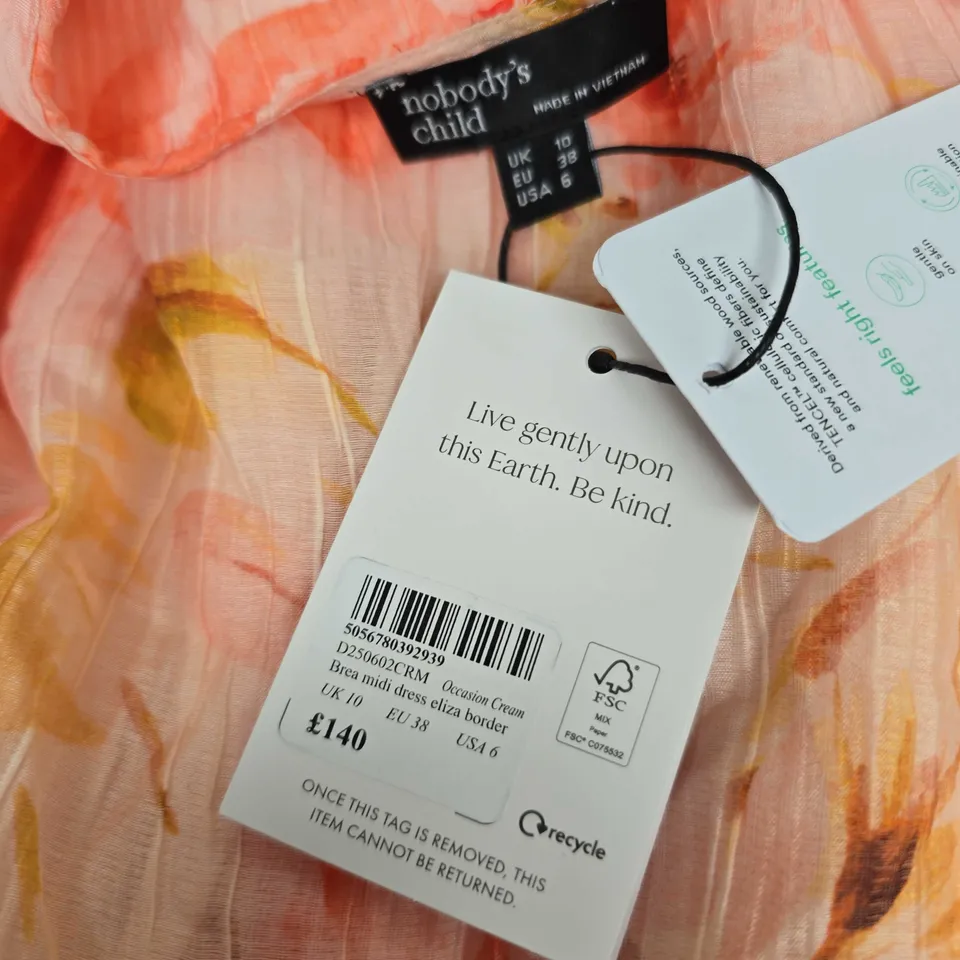 nobody's
child
MADE IN VIETNAM
UK 10
EU 38
USA 6
Live gently upon
this Earth. Be kind.
5056780392939
D250602CRM Occasion Cream
Brea midi dress eliza border
UK 10 EU 38 USA 6
£140
FSC
MIX
Paper
FSC® C075532
recycle
ONCE THIS TAG IS REMOVED, THIS
ITEM CANNOT BE RETURNED.
feels right features
gentle
on skin
Derived from renewable wood sources,
TENCEL™ fibers define
a new standard of sustainability
and natural comfort for you.